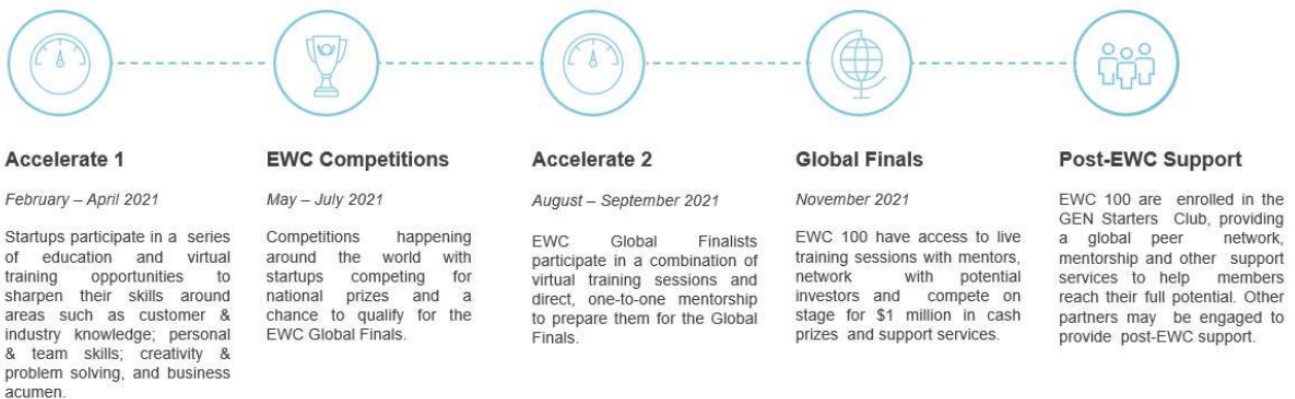 Accelerate 1
February – April 2021
Startups participate in a series
of education and virtual
training opportunities to
sharpen their skills around
areas such as customer &
industry knowledge; personal
& team skills; creativity &
problem solving, and business
acumen.
EWC Competitions
May – July 2021
Competitions happening
around the world with
startups competing for
national prizes and a
chance to qualify for the
EWC Global Finals.
Accelerate 2
August – September 2021
EWC Global Finalists
participate in a combination of
virtual training sessions and
direct, one-to-one mentorship
to prepare them for the Global
Finals.
Global Finals
November 2021
EWC 100 have access to live
training sessions with mentors,
network with potential
investors and compete on
stage for $1 million in cash
prizes and support services.
Post-EWC Support
EWC 100 are enrolled in the
GEN Starters Club, providing
a global peer network,
mentorship and other support
services to help members
reach their full potential. Other
partners may be engaged to
provide post-EWC support.